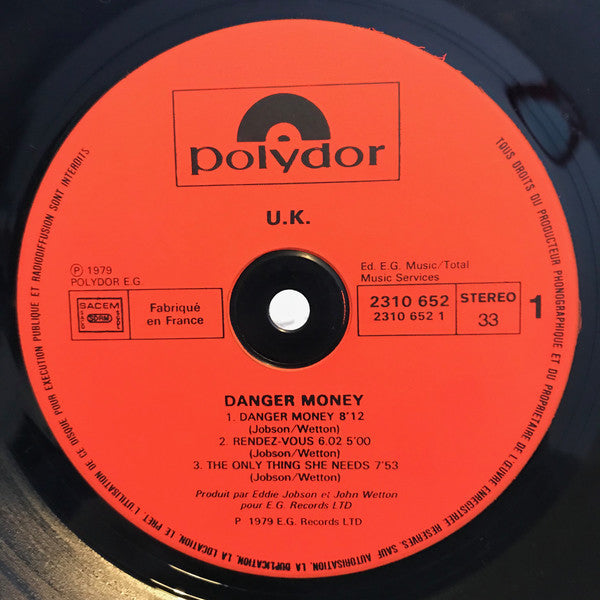 polydor
U.K.
Ⓟ 1979
POLYDOR E.G.
Ed. E.G. Music/Total
Music Services
SACEM
SDRM
Fabriqué
en France
2310 652
2310 652 1
STEREO
33
1
DANGER MONEY
1. DANGER MONEY 8'12
(Jobson/Wetton)
2. RENDEZ-VOUS 6.02 5'00
(Jobson/Wetton)
3. THE ONLY THING SHE NEEDS 7'53
(Jobson/Wetton)
Produit par Eddie Jobson et John Wetton
pour E.G. Records LTD
P 1979 E.G. Records LTD
TOUS DROITS DU PRODUCTEUR PHONOGRAPHIQUE ET DU PROPRIETAIRE DE L'ŒUVRE ENREGISTREE RESERVES. SAUF AUTORISATION, LA DUPLICATION, LA LOCATION, LE PRET, L'UTILISATION DE CE DISQUE POUR EXECUTION PUBLIQUE ET RADIODIFFUSION SONT INTERDITS